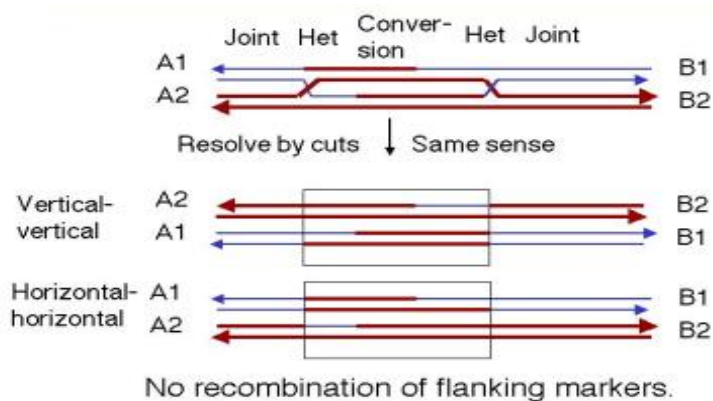 Joint Het Conver-
sion Het Joint
A1 B1
A2 B2
Resolve by cuts Same sense
Vertical-
vertical
A2 B2
A1 B1
Horizontal-
horizontal
A1 B1
A2 B2
No recombination of flanking markers.